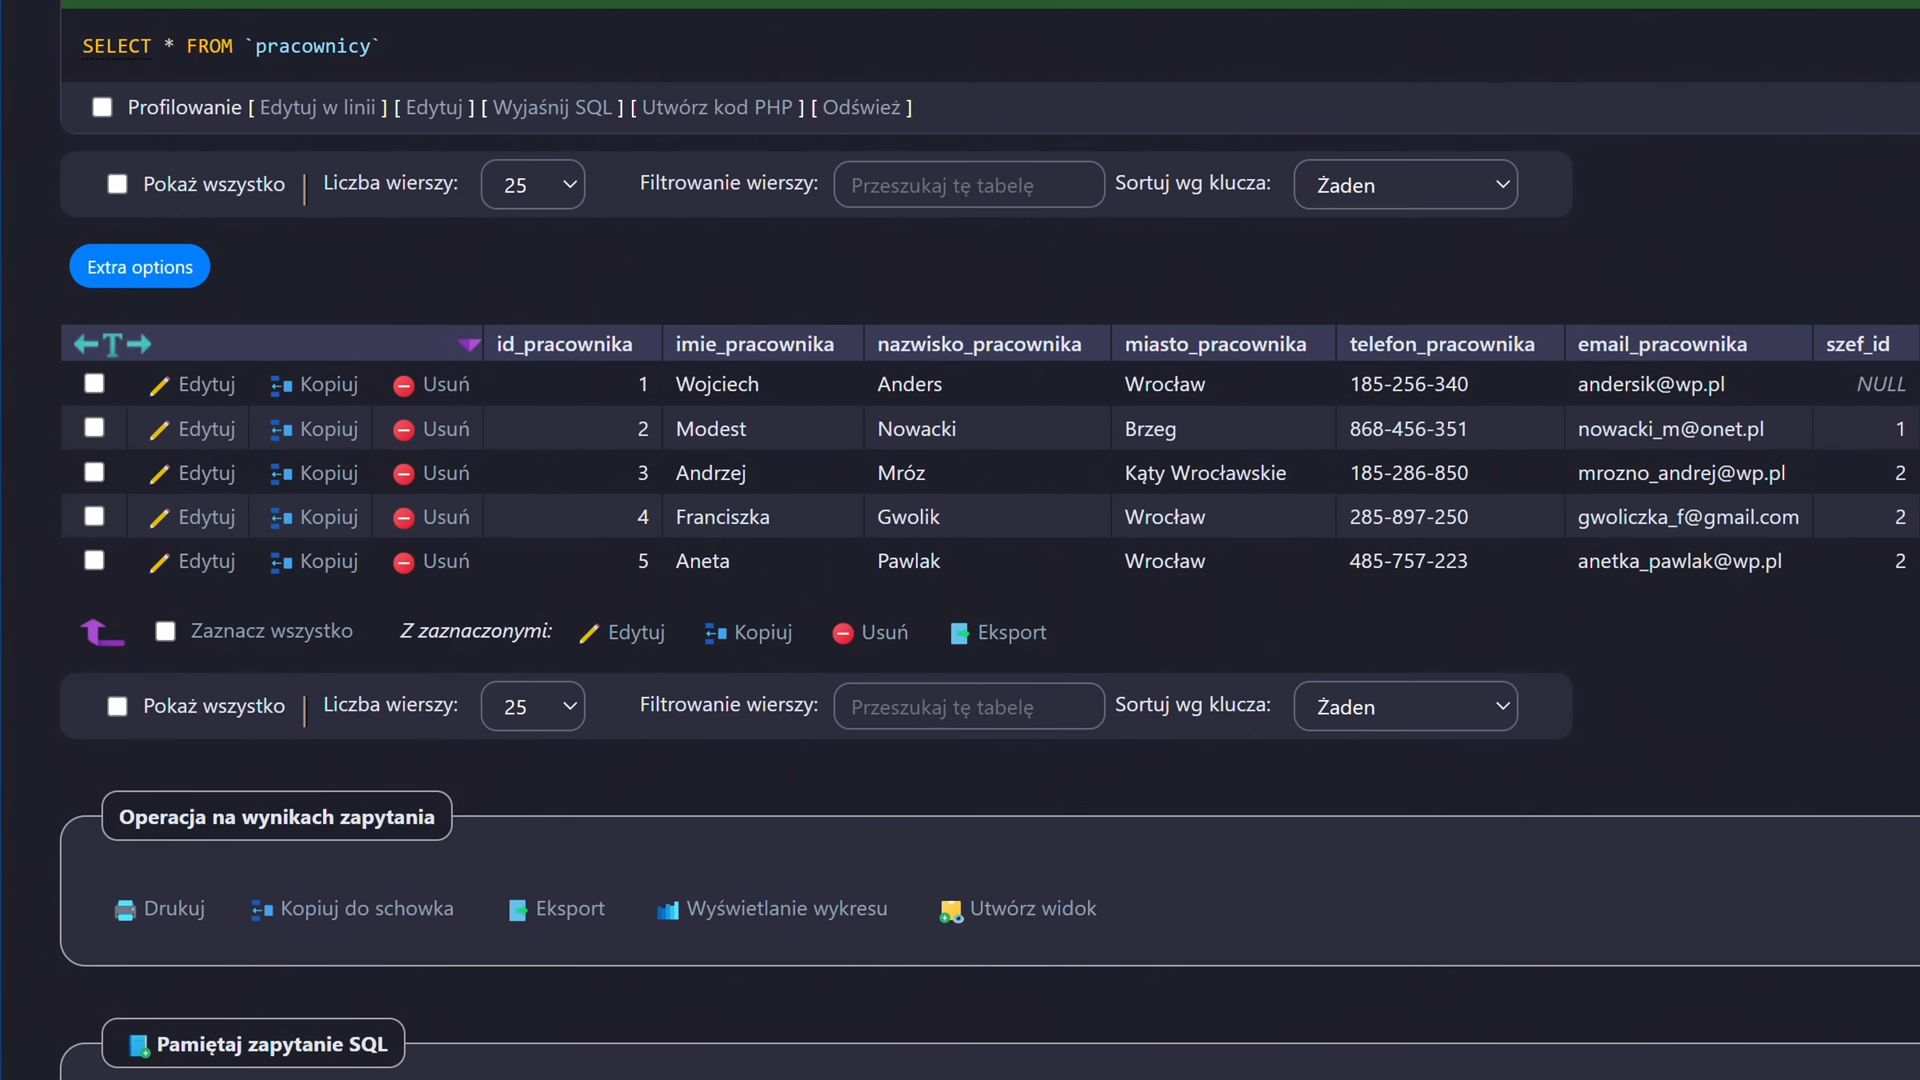 SELECT * FROM `pracownicy`
Profilowanie [ Edytuj w linii ] [ Edytuj ] [ Wyjaśnij SQL ] [ Utwórz kod PHP ] [ Odśwież ]
Pokaż wszystko | Liczba wierszy: 25 Filtrowanie wierszy: Przeszukaj tę tabelę Sortuj wg klucza: Żaden
Extra options
←T→ id_pracownika imie_pracownika nazwisko_pracownika miasto_pracownika telefon_pracownika email_pracownika szef_id
Edytuj Kopiuj Usuń 1 Wojciech Anders Wrocław 185-256-340 andersik@wp.pl NULL
Edytuj Kopiuj Usuń 2 Modest Nowacki Brzeg 868-456-351 nowacki_m@onet.pl 1
Edytuj Kopiuj Usuń 3 Andrzej Mróz Kąty Wrocławskie 185-286-850 mrozno_andrej@wp.pl 2
Edytuj Kopiuj Usuń 4 Franciszka Gwolik Wrocław 285-897-250 gwoliczka_f@gmail.com 2
Edytuj Kopiuj Usuń 5 Aneta Pawlak Wrocław 485-757-223 anetka_pawlak@wp.pl 2
Zaznacz wszystko Z zaznaczonymi: Edytuj Kopiuj Usuń Eksport
Pokaż wszystko | Liczba wierszy: 25 Filtrowanie wierszy: Przeszukaj tę tabelę Sortuj wg klucza: Żaden
Operacja na wynikach zapytania
Drukuj Kopiuj do schowka Eksport Wyświetlanie wykresu Utwórz widok
Pamiętaj zapytanie SQL